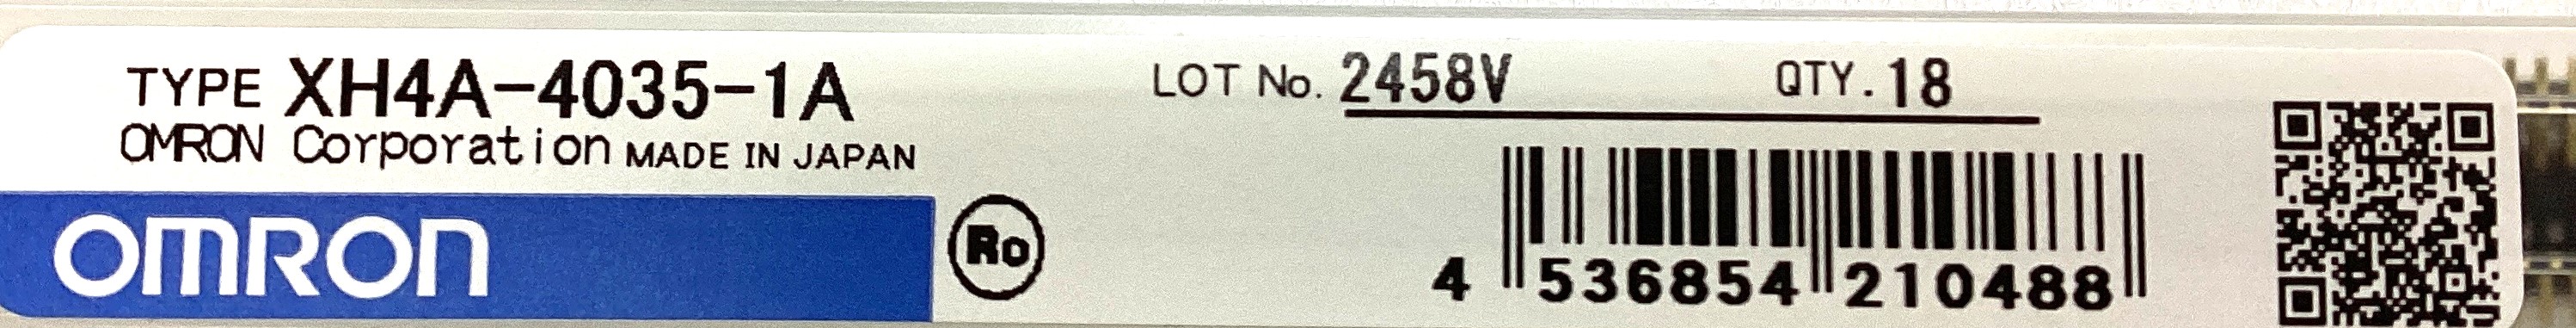 TYPE XH4A-4035-1A
OMRON Corporation MADE IN JAPAN
OMRON
Ro
LOT No. 2458V QTY. 18
4 536854 210488